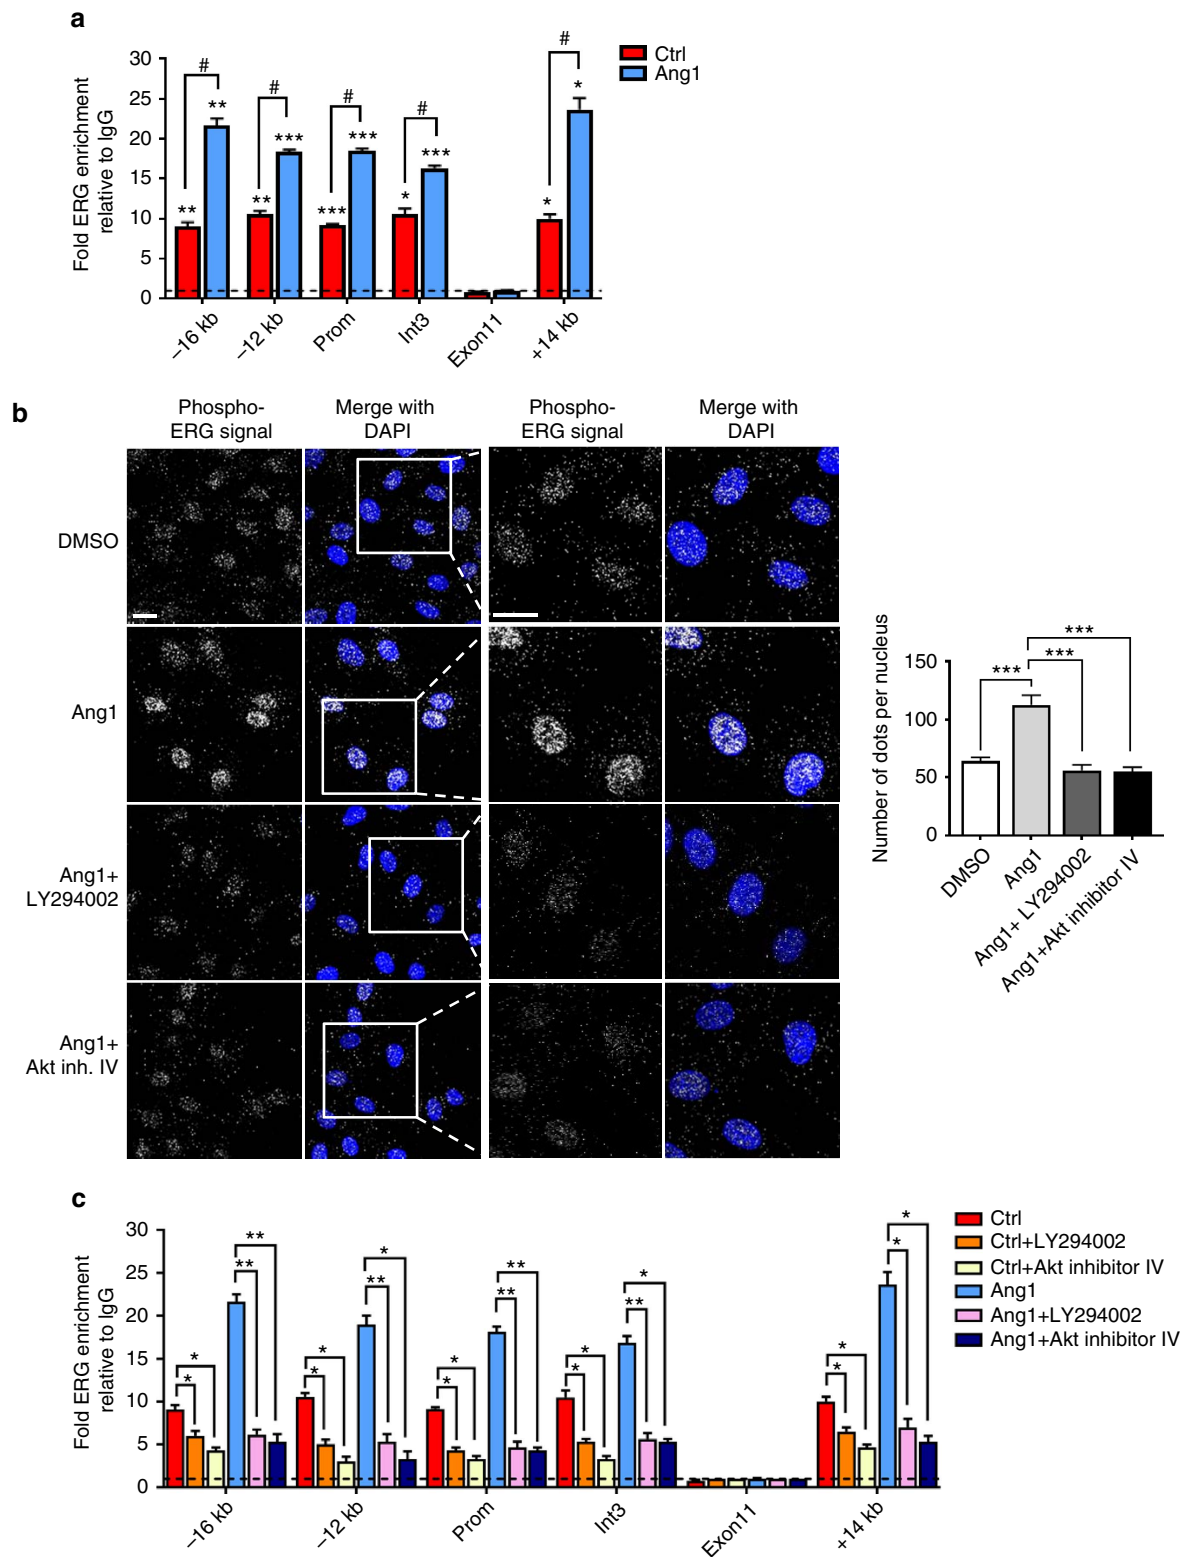 a
Fold ERG enrichment
relative to IgG
30
25
20
15
10
5
0
#
#
#
#
#
**
**
**
***
***
***
*
***
*
*
Ctrl
Ang1
–16 kb
–12 kb
Prom
Int3
Exon11
+14 kb
b
Phospho-
ERG signal
Merge with
DAPI
Phospho-
ERG signal
Merge with
DAPI
DMSO
Ang1
Ang1+
LY294002
Ang1+
Akt inh. IV
Number of dots per nucleus
150
100
50
0
***
***
***
DMSO
Ang1
Ang1+ LY294002
Ang1+Akt inhibitor IV
c
Fold ERG enrichment
relative to IgG
30
25
20
15
10
5
0
*
*
**
**
*
*
*
**
*
*
**
**
*
*
*
**
*
*
*
*
Ctrl
Ctrl+LY294002
Ctrl+Akt inhibitor IV
Ang1
Ang1+LY294002
Ang1+Akt inhibitor IV
–16 kb
–12 kb
Prom
Int3
Exon11
+14 kb